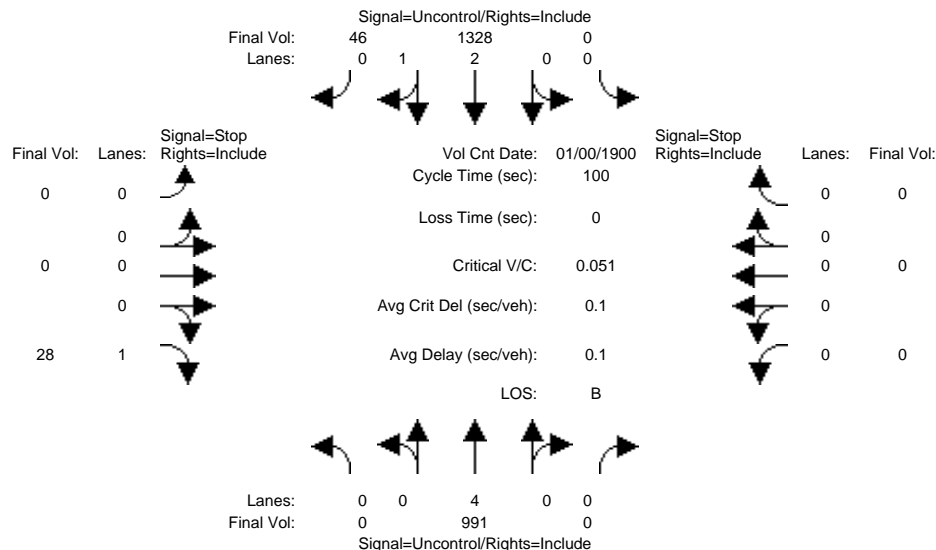 Signal=Uncontrol/Rights=Include
Final Vol: 46 1328 0
Lanes: 0 1 2 0 0
Signal=Stop Signal=Stop
Final Vol: Lanes: Rights=Include Vol Cnt Date: 01/00/1900 Rights=Include Lanes: Final Vol:
Cycle Time (sec): 100
0 0 0 0
Loss Time (sec): 0
0 0
0 0 Critical V/C: 0.051 0 0
0 Avg Crit Del (sec/veh): 0.1 0
28 1 Avg Delay (sec/veh): 0.1 0 0
LOS: B
Lanes: 0 0 4 0 0
Final Vol: 0 991 0
Signal=Uncontrol/Rights=Include